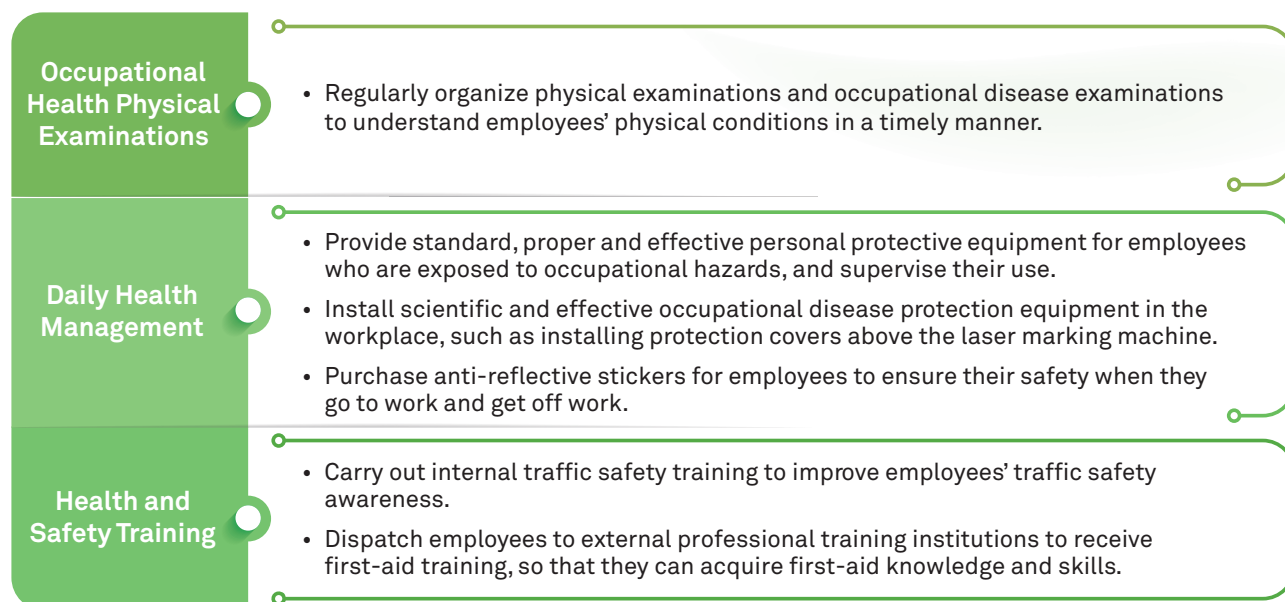 Occupational
Health Physical
Examinations
• Regularly organize physical examinations and occupational disease examinations
to understand employees’ physical conditions in a timely manner.
Daily Health
Management
• Provide standard, proper and effective personal protective equipment for employees
who are exposed to occupational hazards, and supervise their use.
• Install scientific and effective occupational disease protection equipment in the
workplace, such as installing protection covers above the laser marking machine.
• Purchase anti-reflective stickers for employees to ensure their safety when they
go to work and get off work.
Health and
Safety Training
• Carry out internal traffic safety training to improve employees’ traffic safety
awareness.
• Dispatch employees to external professional training institutions to receive
first-aid training, so that they can acquire first-aid knowledge and skills.